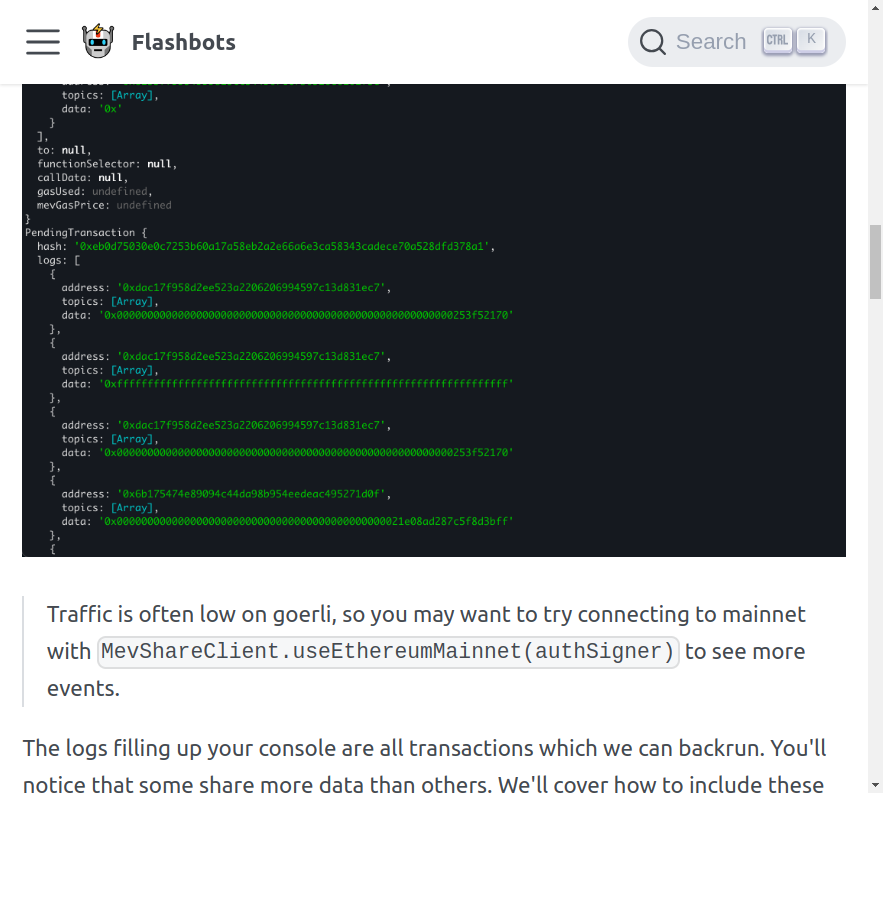 Flashbots
Search CTRL K
topics: [Array],
data: '0x'
}
],
to: null,
functionSelector: null,
callData: null,
gasUsed: undefined,
mevGasPrice: undefined
}
PendingTransaction {
hash: '0xeb0d75030e0c7253b60a17a58eb2a2e66a6e3ca58343cadece70a528dfd378a1',
logs: [
{
address: '0xdac17f958d2ee523a2206206994597c13d831ec7',
topics: [Array],
data: '0x00000000000000000000000000000000000000000000000000000000253f52170'
},
{
address: '0xdac17f958d2ee523a2206206994597c13d831ec7',
topics: [Array],
data: '0xffffffffffffffffffffffffffffffffffffffffffffffffffffffffffffffff'
},
{
address: '0xdac17f958d2ee523a2206206994597c13d831ec7',
topics: [Array],
data: '0x00000000000000000000000000000000000000000000000000000000253f52170'
},
{
address: '0x6b175474e89094c44da98b954eedeac495271d0f',
topics: [Array],
data: '0x00000000000000000000000000000000000000000000021e08ad287c5f8d3bff'
},
{
Traffic is often low on goerli, so you may want to try connecting to mainnet
with MevShareClient.useEthereumMainnet(authSigner) to see more
events.
The logs filling up your console are all transactions which we can backrun. You'll
notice that some share more data than others. We'll cover how to include these